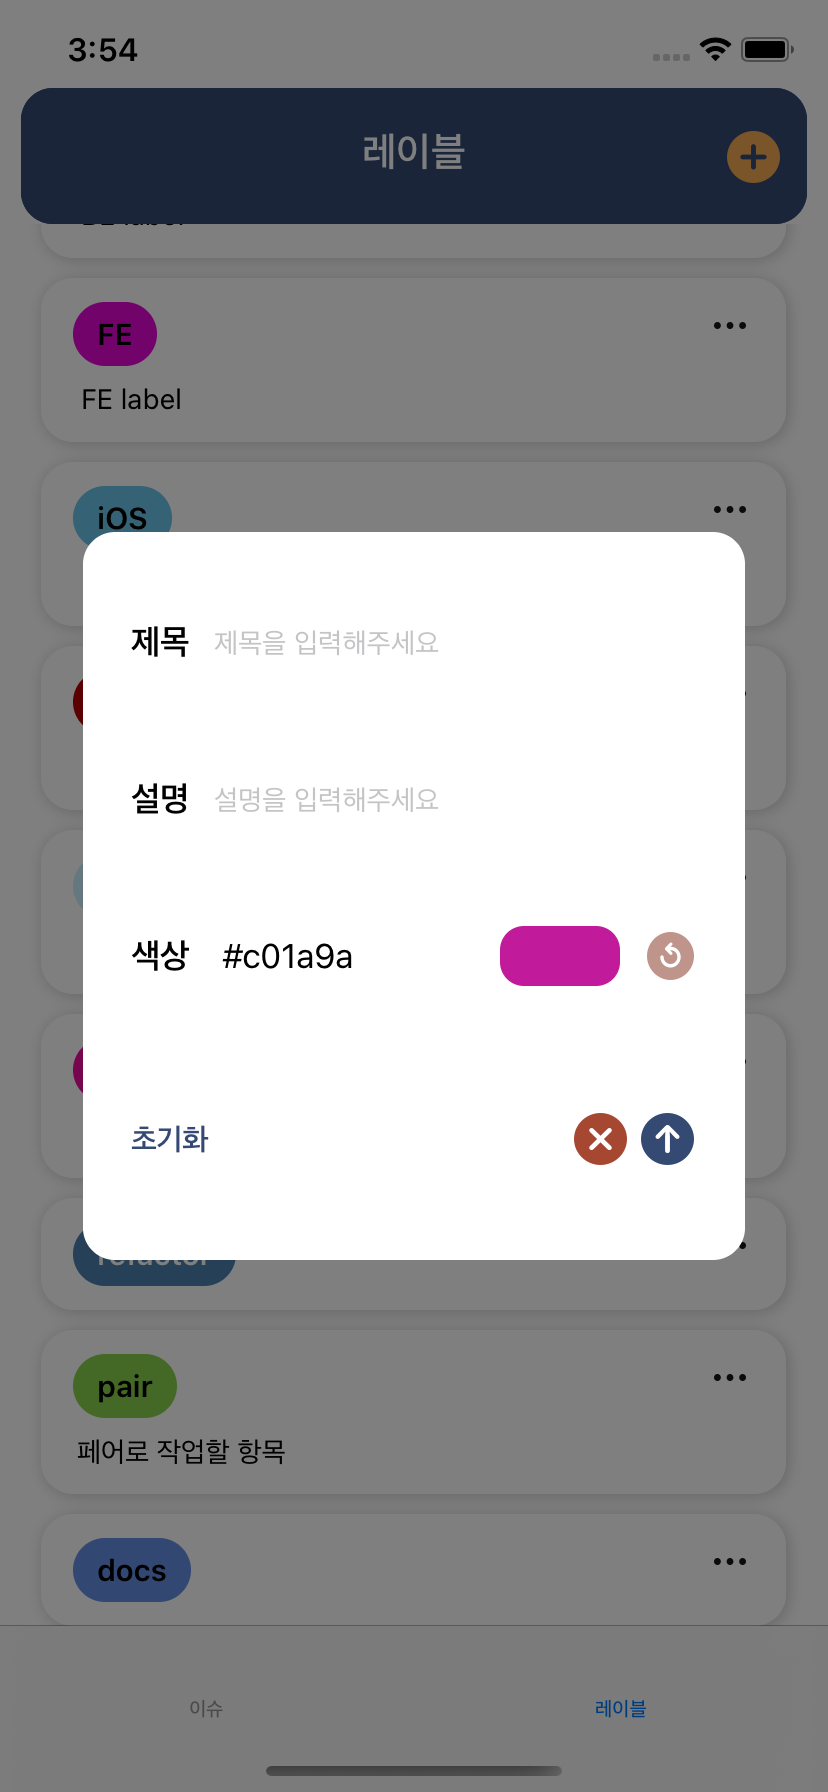 3:54
레이블
FE
FE label
iOS
제목 제목을 입력해주세요
설명 설명을 입력해주세요
색상 #c01a9a
초기화
refactor
pair
페어로 작업할 항목
docs
이슈 레이블